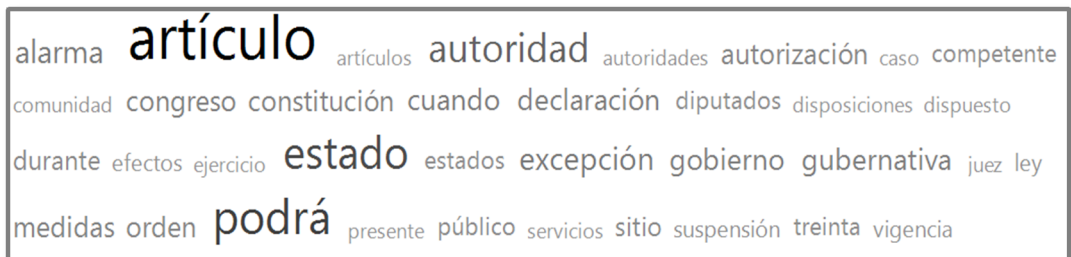 alarma artículo artículos autoridad autoridades autorización caso competente
comunidad congreso constitución cuando declaración diputados disposiciones dispuesto
durante efectos ejercicio estado estados excepción gobierno gubernativa juez ley
medidas orden podrá presente público servicios sitio suspensión treinta vigencia